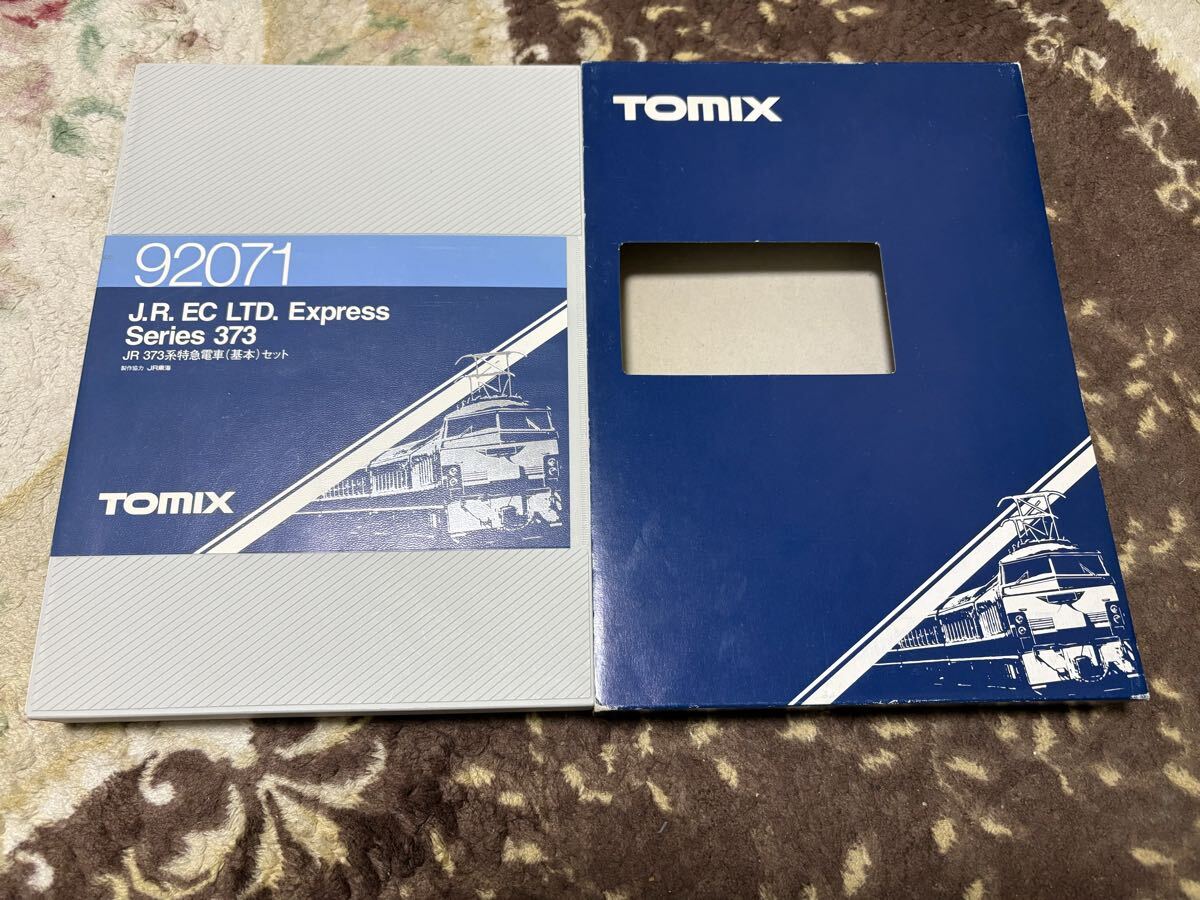 92071
J.R. EC LTD. Express
Series 373
JR 373系特急電車(基本)セット
製作協力 JR東海
TOMIX
TOMIX